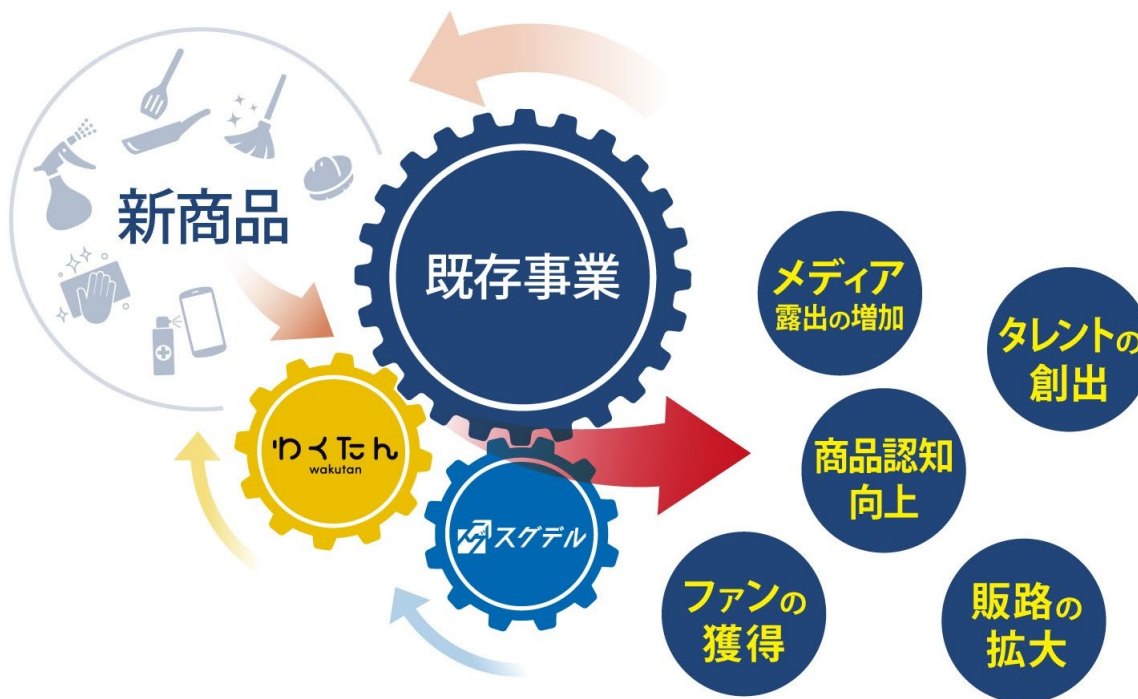 新商品
既存事業
わくたん
wakutan
スグデル
メディア
露出の増加
タレントの
創出
商品認知
向上
ファンの
獲得
販路の
拡大